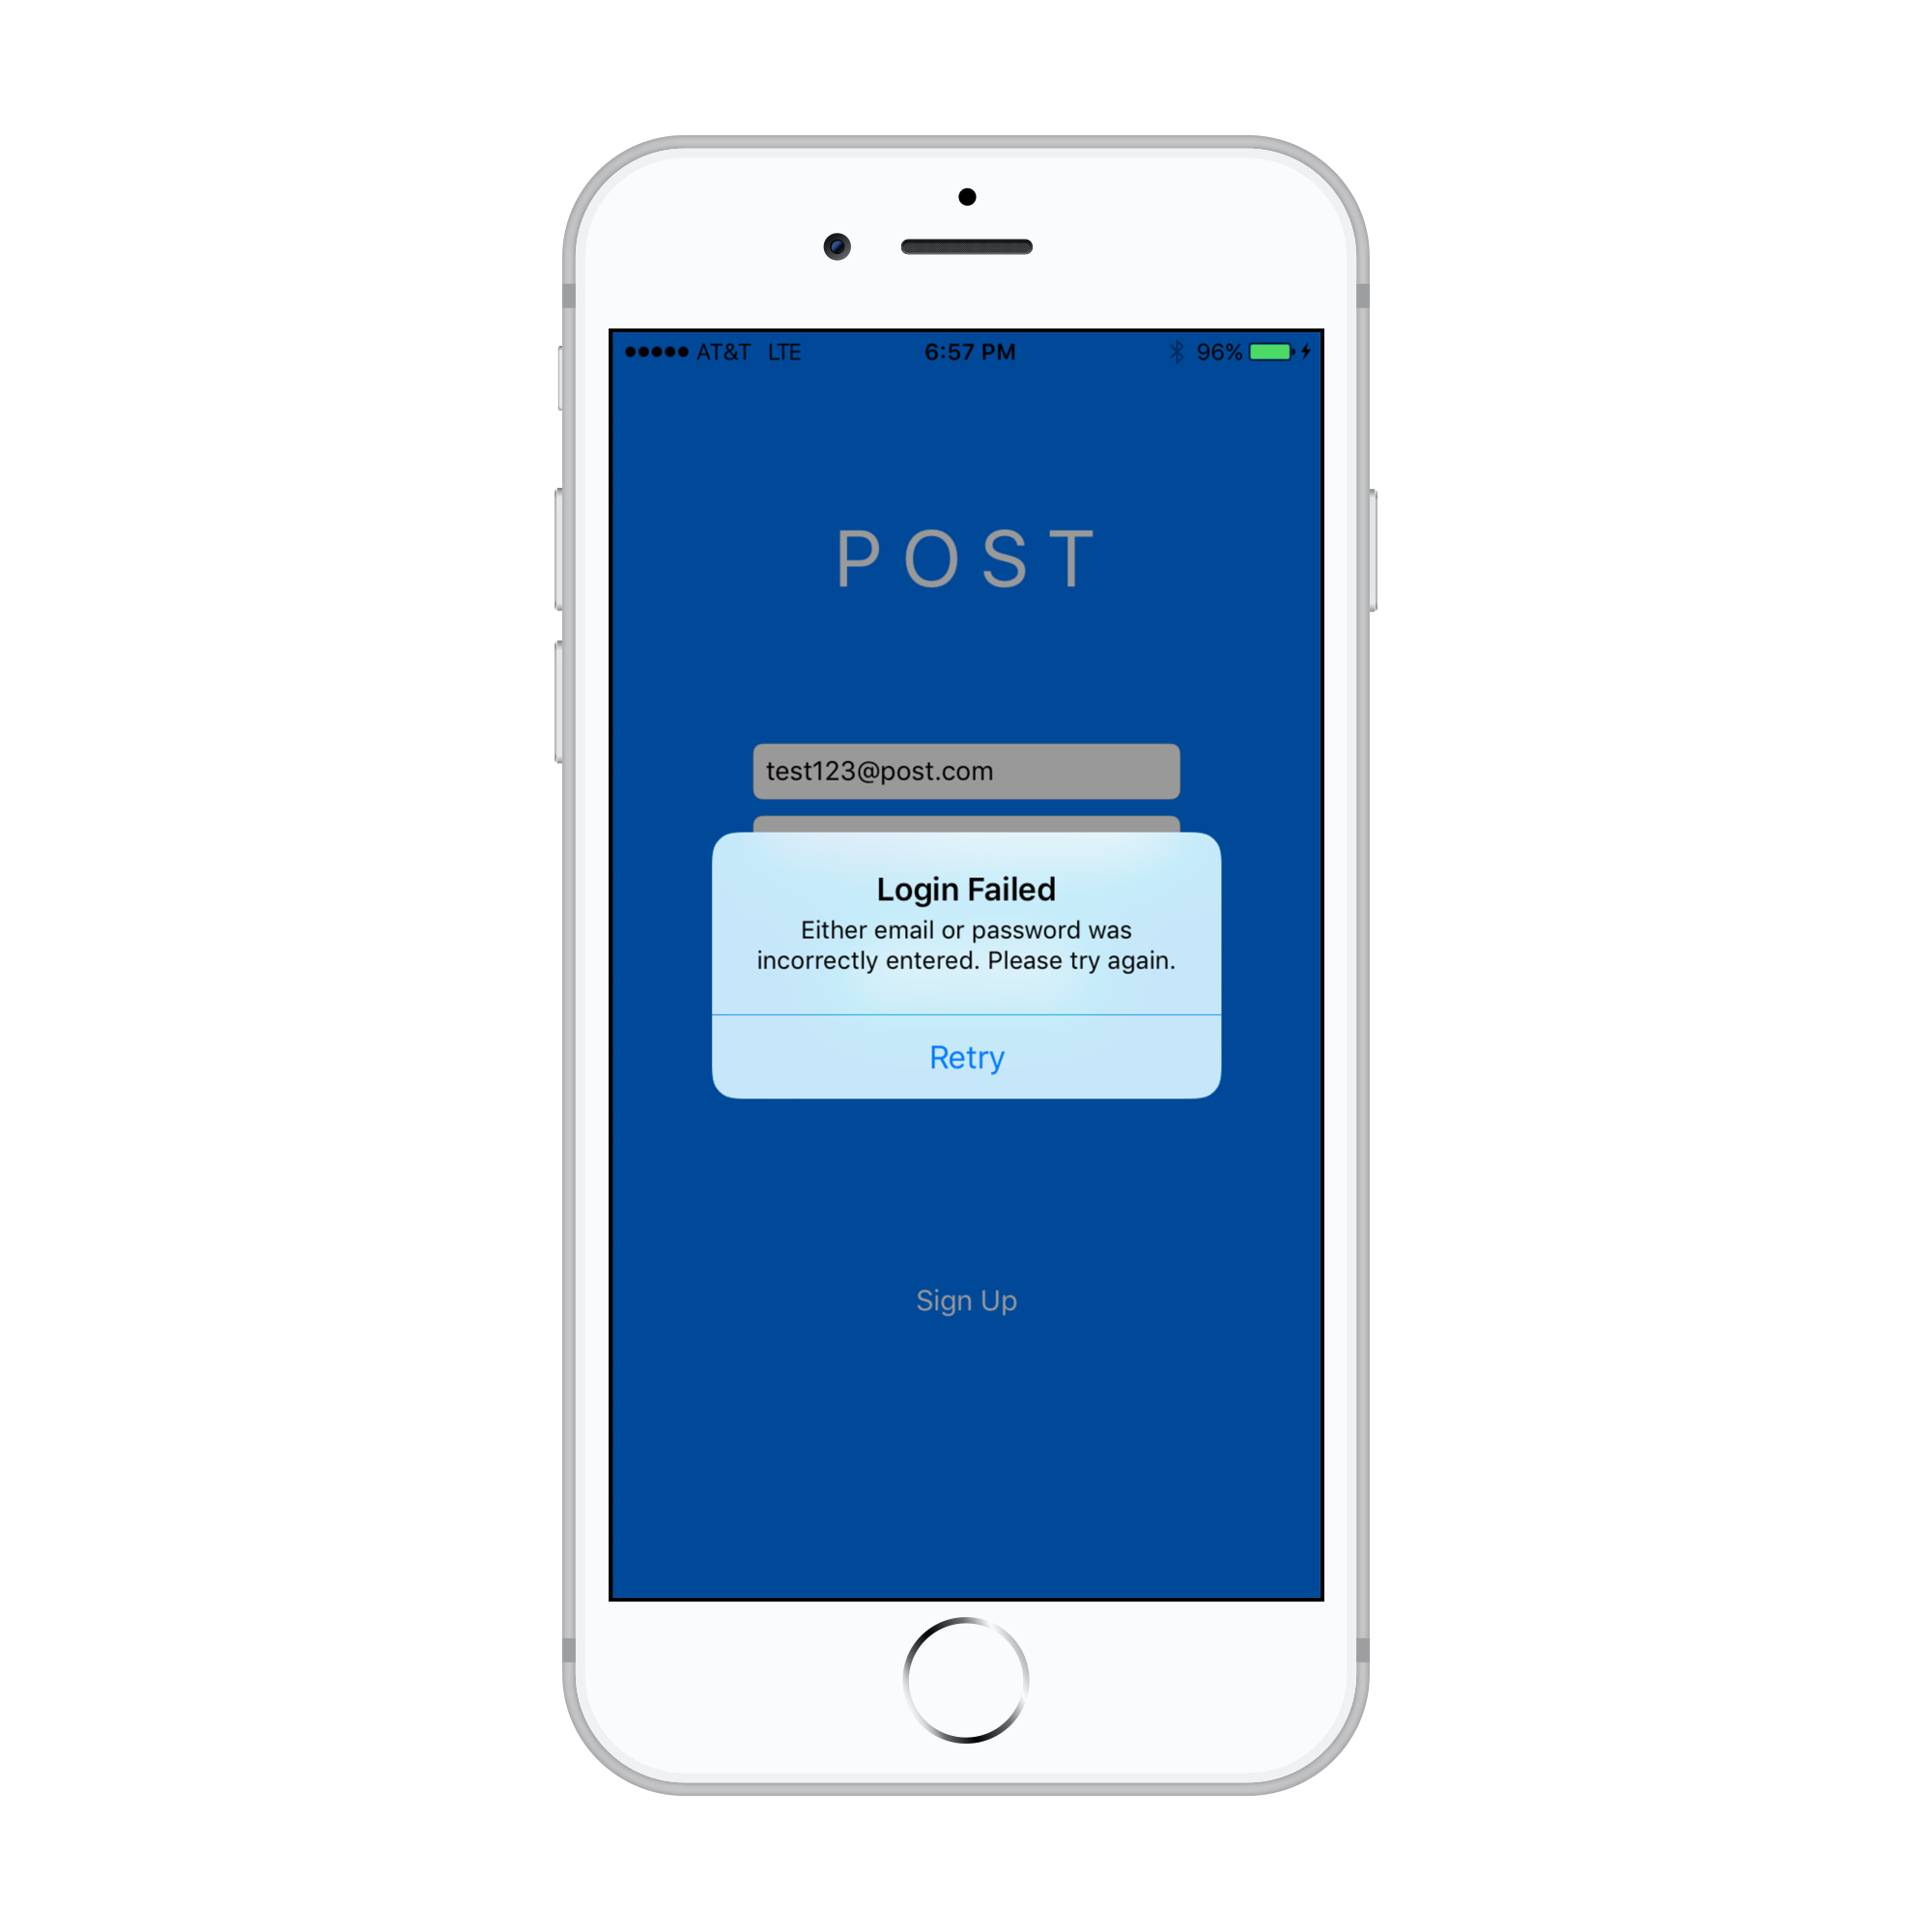 AT&T LTE 6:57 PM 96%
POST
test123@post.com
Login Failed
Either email or password was
incorrectly entered. Please try again.
Retry
Sign Up